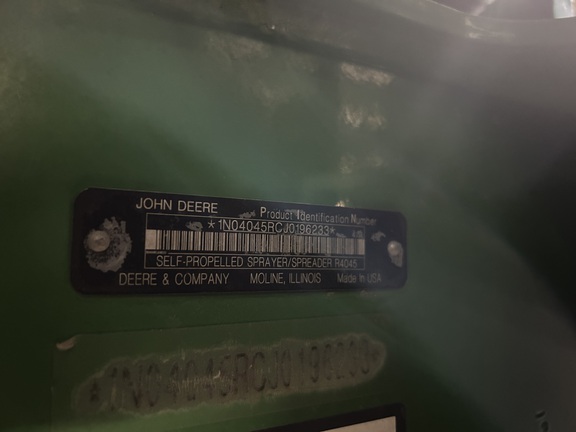 JOHN DEERE Product Identification Number
*1N04045RCJ0196233*
SELF-PROPELLED SPRAYER/SPREADER R4045
DEERE & COMPANY MOLINE, ILLINOIS Made In USA